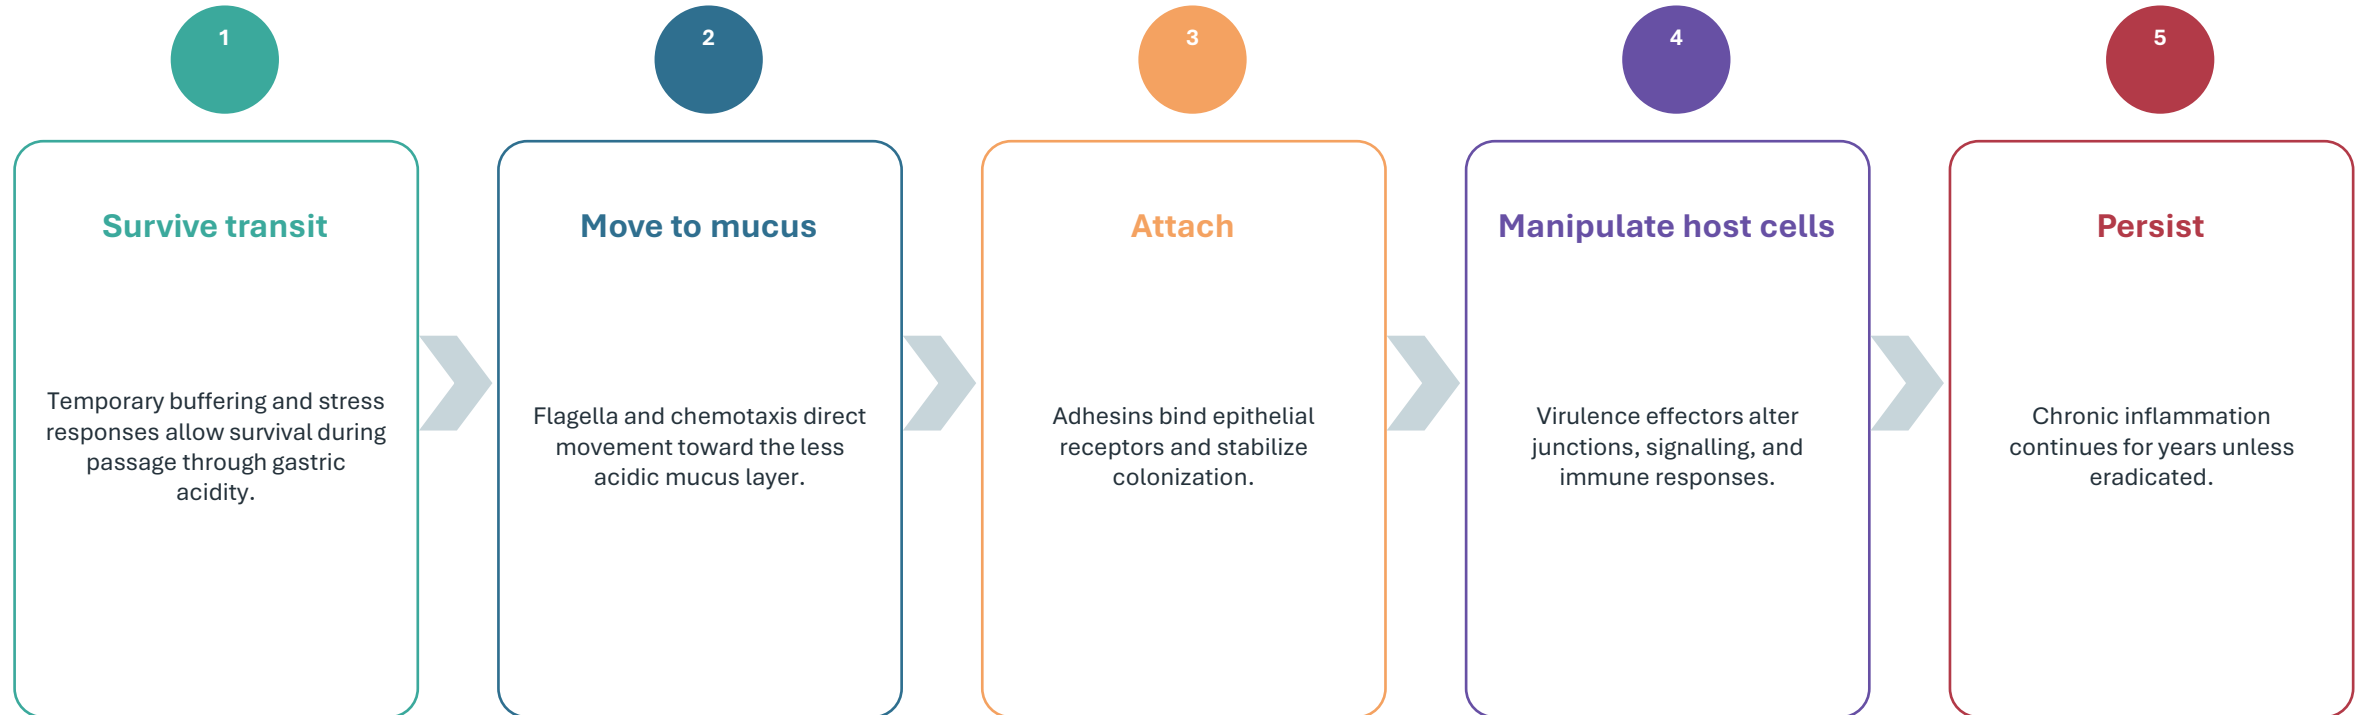 1
2
3
4
5
Survive transit
Temporary buffering and stress
responses allow survival during
passage through gastric
acidity.
Move to mucus
Flagella and chemotaxis direct
movement toward the less
acidic mucus layer.
Attach
Adhesins bind epithelial
receptors and stabilize
colonization.
Manipulate host cells
Virulence effectors alter
junctions, signalling, and
immune responses.
Persist
Chronic inflammation
continues for years unless
eradicated.